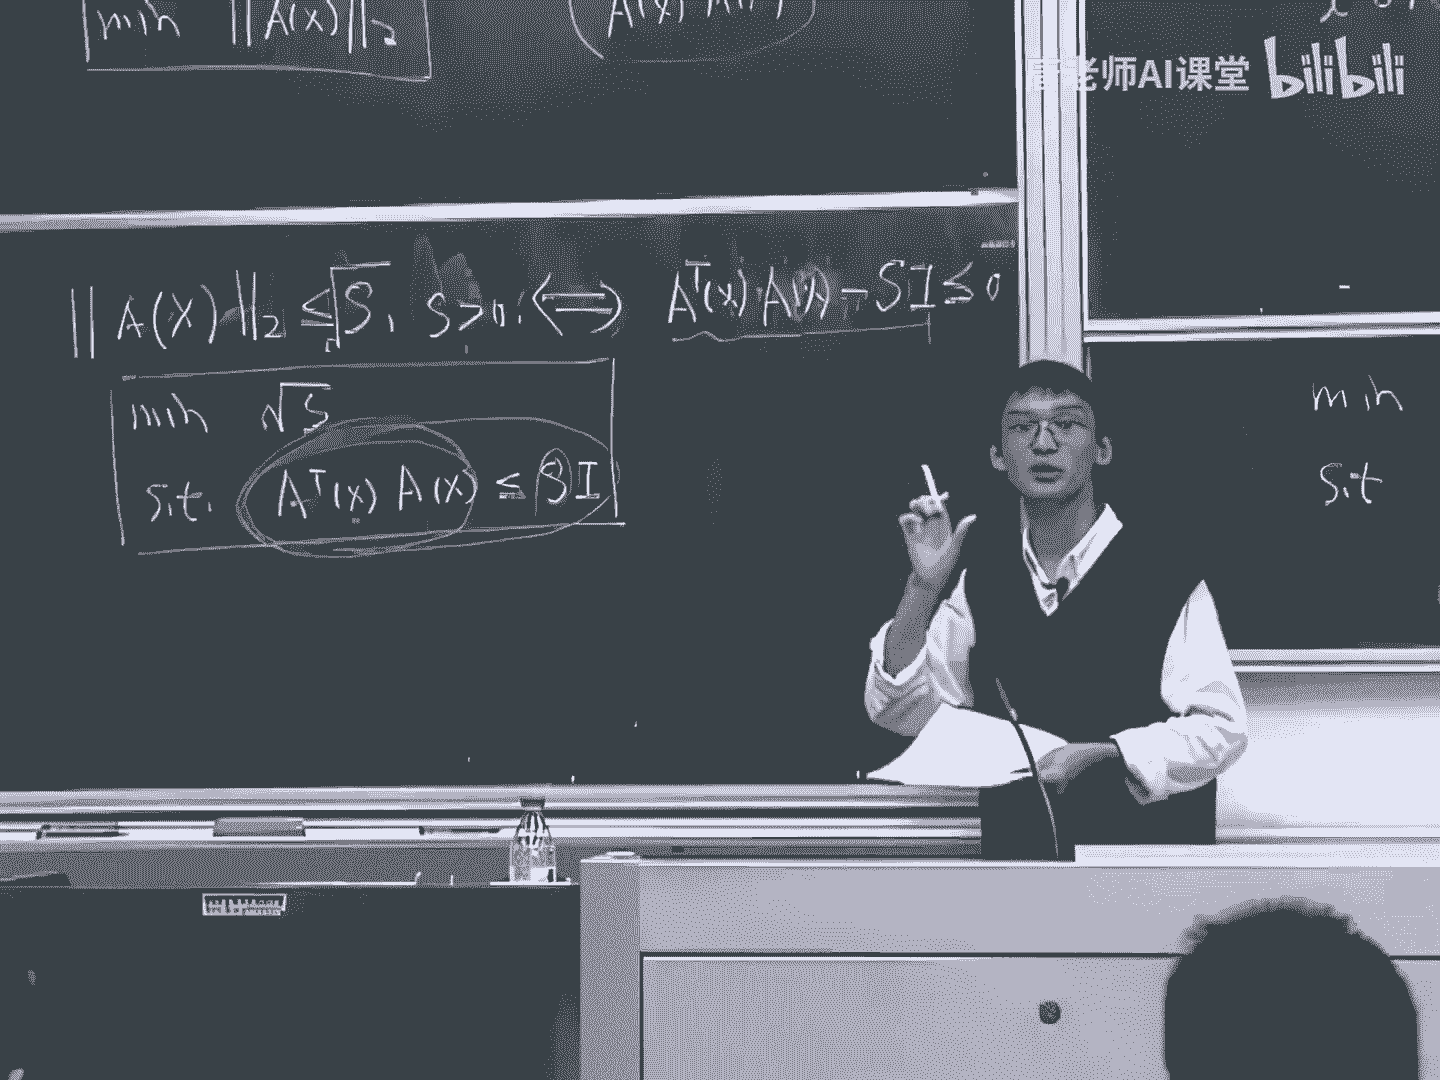 min ||A(x)||₂
老师AI课堂 bilibili
||A(X)||₂ ≤ √S, S>0. ⟺ Aᵀ(x) A(x) - SI ≤ 0
min √S
s.t. Aᵀ(x) A(x) ≤ SI
min
s.t